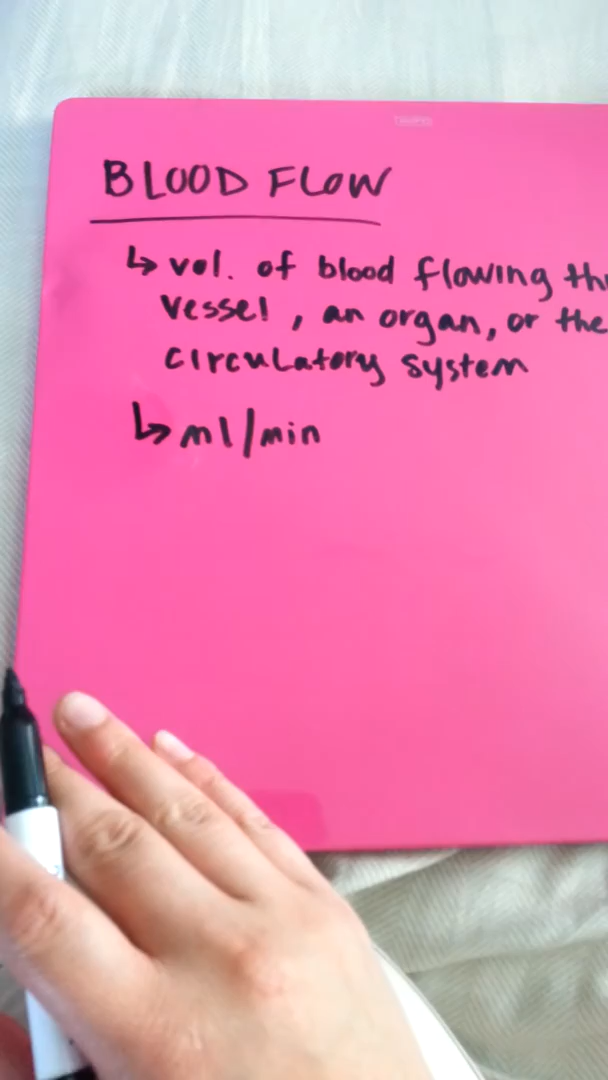 BLOOD FLOW
↳ vol. of blood flowing
vessel, an organ, or the
circulatory system
↳ ml/min